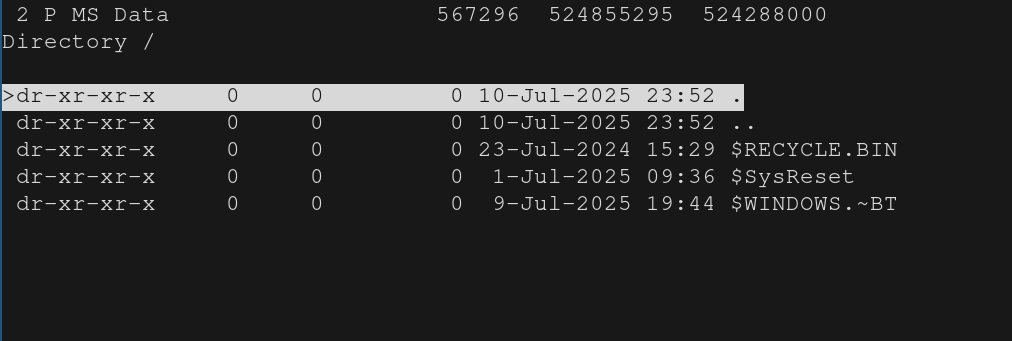 2 P MS Data 567296 524855295 524288000
Directory /
>dr-xr-xr-x 0 0 0 10-Jul-2025 23:52 .
dr-xr-xr-x 0 0 0 10-Jul-2025 23:52 ..
dr-xr-xr-x 0 0 0 23-Jul-2024 15:29 $RECYCLE.BIN
dr-xr-xr-x 0 0 0 1-Jul-2025 09:36 $SysReset
dr-xr-xr-x 0 0 0 9-Jul-2025 19:44 $WINDOWS.~BT